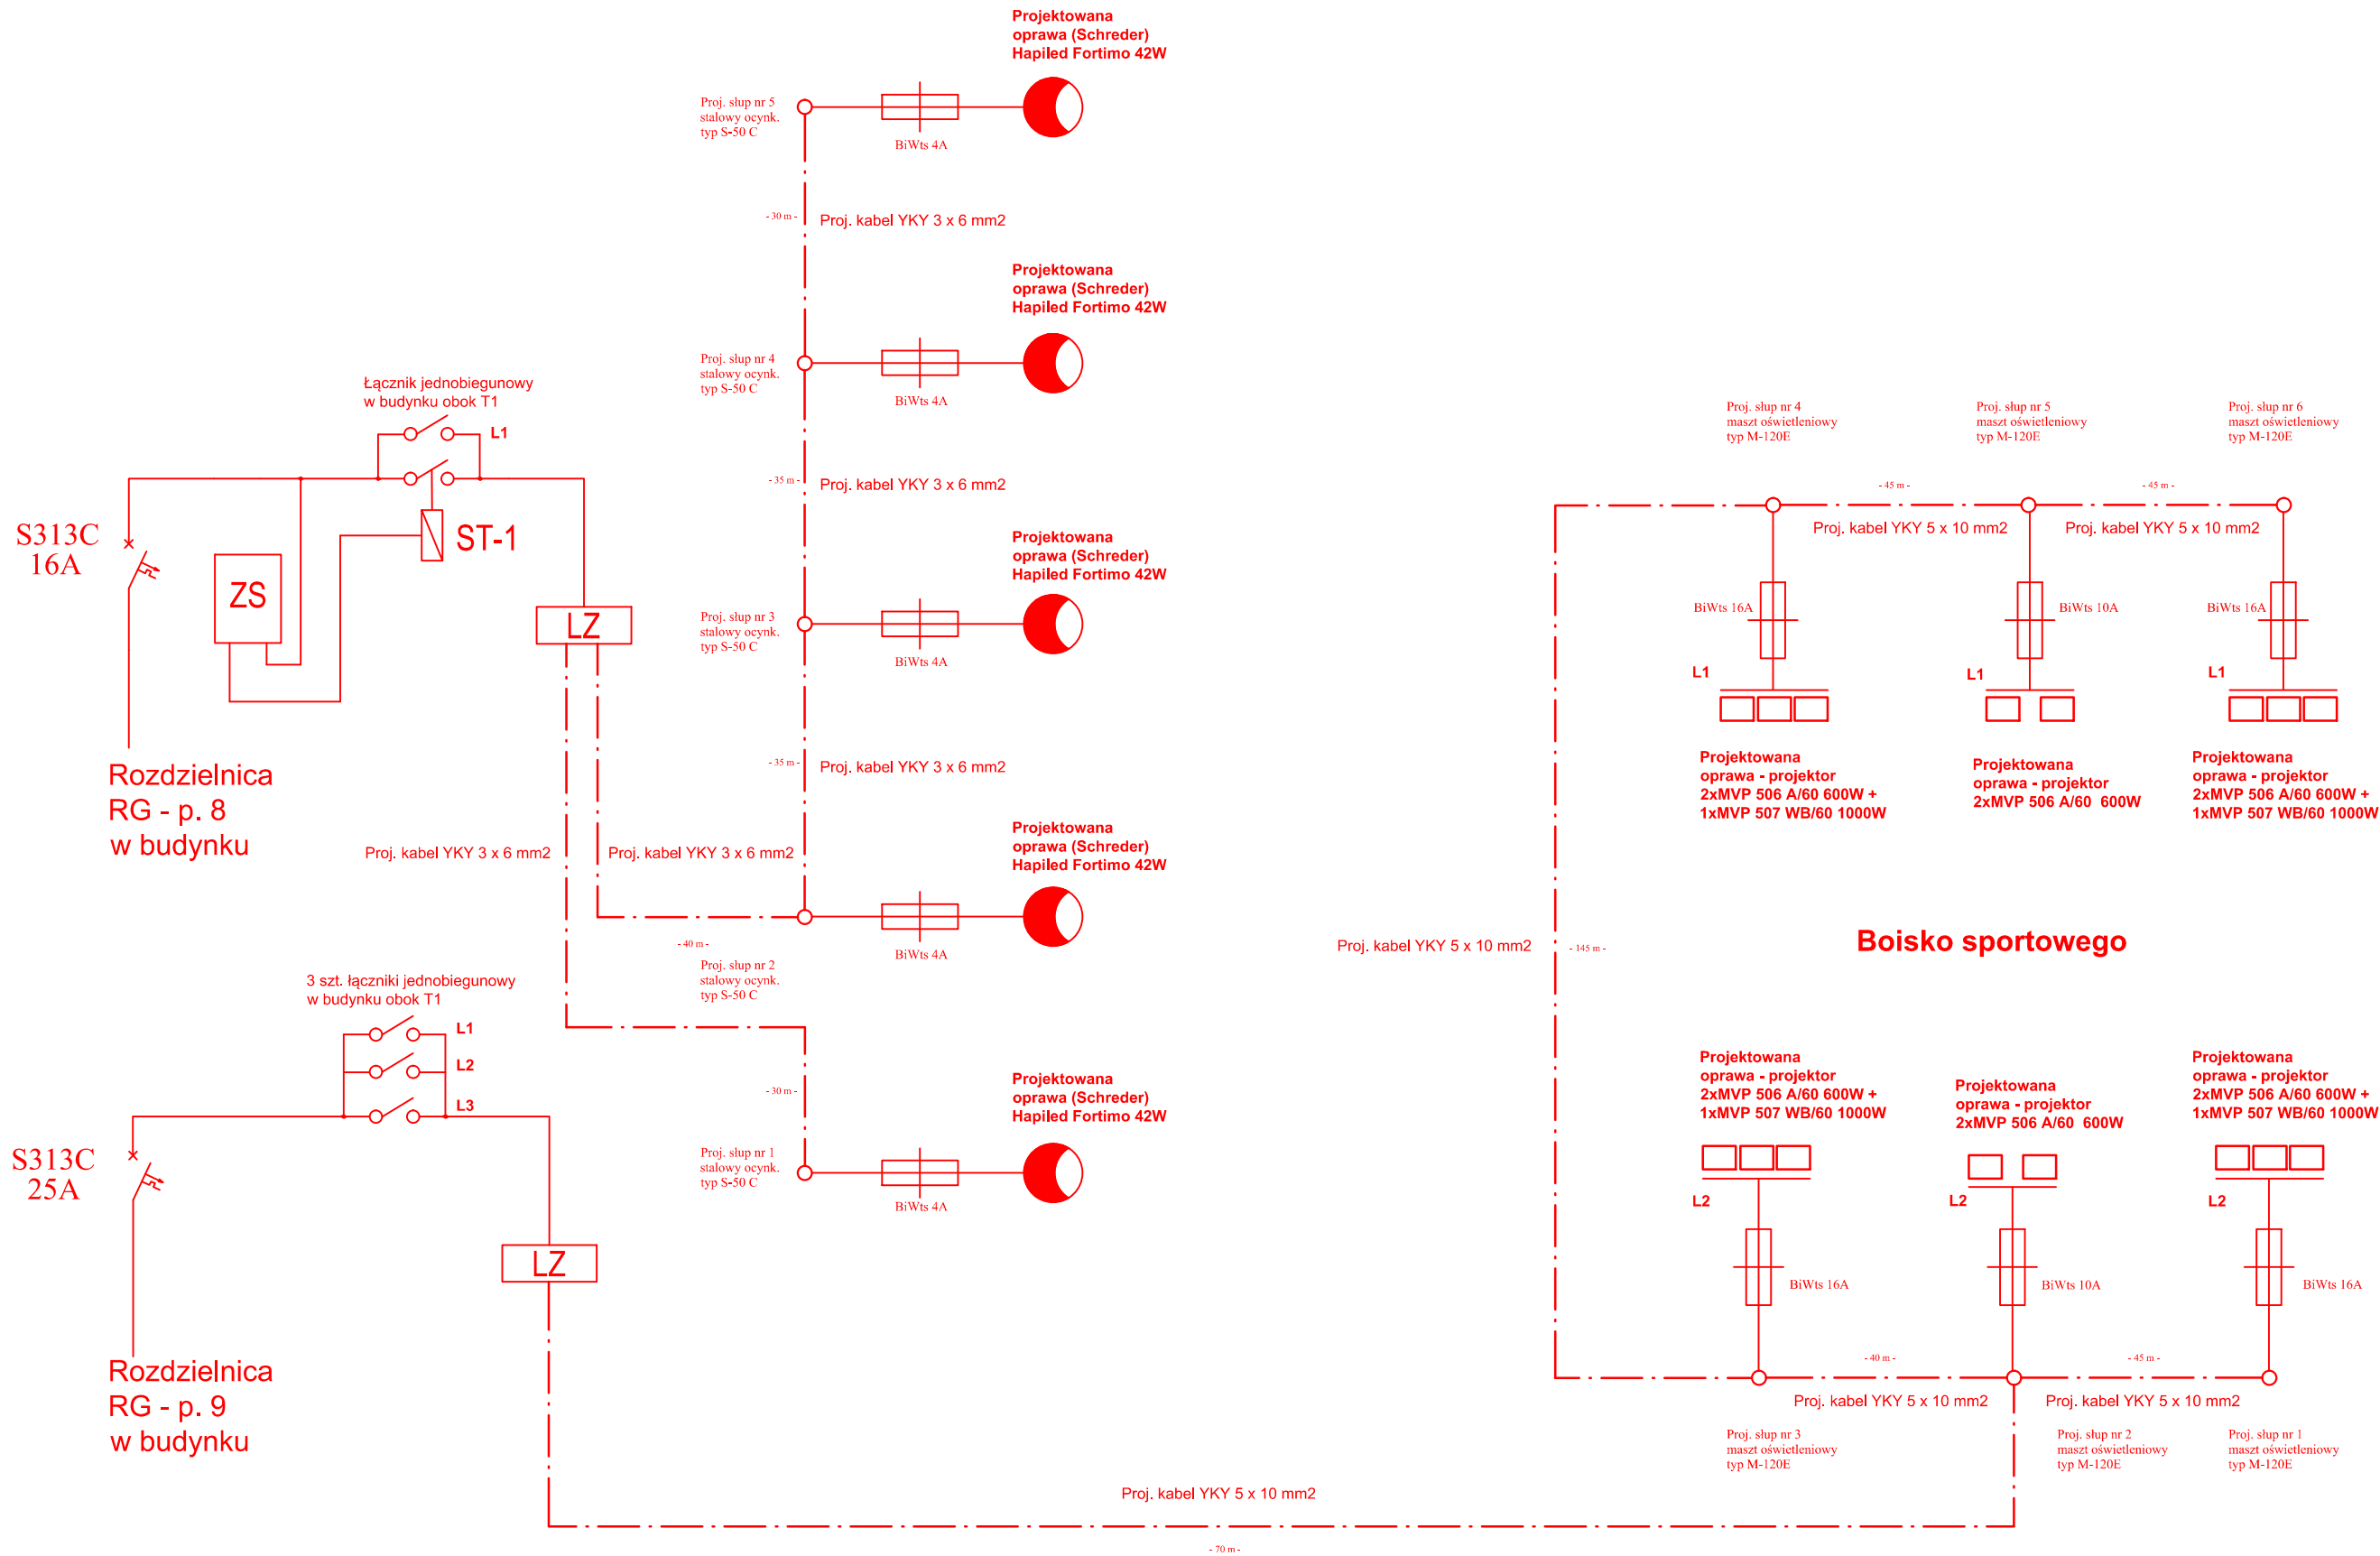 Projektowana
oprawa (Schreder)
Hapiled Fortimo 42W
Proj. słup nr 5
stalowy ocynk.
typ S-50 C
BiWts 4A
- 30 m -
Proj. kabel YKY 3 x 6 mm2
Projektowana
oprawa (Schreder)
Hapiled Fortimo 42W
Proj. słup nr 4
stalowy ocynk.
typ S-50 C
BiWts 4A
- 35 m -
Proj. kabel YKY 3 x 6 mm2
Projektowana
oprawa (Schreder)
Hapiled Fortimo 42W
Proj. słup nr 3
stalowy ocynk.
typ S-50 C
BiWts 4A
- 35 m -
Proj. kabel YKY 3 x 6 mm2
Projektowana
oprawa (Schreder)
Hapiled Fortimo 42W
BiWts 4A
- 40 m -
Proj. słup nr 2
stalowy ocynk.
typ S-50 C
- 30 m -
Projektowana
oprawa (Schreder)
Hapiled Fortimo 42W
Proj. słup nr 1
stalowy ocynk.
typ S-50 C
BiWts 4A
Łącznik jednobiegunowy
w budynku obok T1
L1
S313C
16A
ZS
ST-1
LZ
Rozdzielnica
RG - p. 8
w budynku
Proj. kabel YKY 3 x 6 mm2
Proj. kabel YKY 3 x 6 mm2
3 szt. łączniki jednobiegunowy
w budynku obok T1
L1
L2
L3
S313C
25A
LZ
Rozdzielnica
RG - p. 9
w budynku
Proj. kabel YKY 5 x 10 mm2
- 70 m -
Proj. słup nr 4
maszt oświetleniowy
typ M-120E
Proj. słup nr 5
maszt oświetleniowy
typ M-120E
Proj. słup nr 6
maszt oświetleniowy
typ M-120E
- 45 m -
- 45 m -
Proj. kabel YKY 5 x 10 mm2
Proj. kabel YKY 5 x 10 mm2
BiWts 16A
BiWts 10A
BiWts 16A
L1
L1
L1
Projektowana
oprawa - projektor
2xMVP 506 A/60 600W +
1xMVP 507 WB/60 1000W
Projektowana
oprawa - projektor
2xMVP 506 A/60 600W
Projektowana
oprawa - projektor
2xMVP 506 A/60 600W +
1xMVP 507 WB/60 1000W
Proj. kabel YKY 5 x 10 mm2
- 145 m -
Boisko sportowego
Projektowana
oprawa - projektor
2xMVP 506 A/60 600W +
1xMVP 507 WB/60 1000W
Projektowana
oprawa - projektor
2xMVP 506 A/60 600W
Projektowana
oprawa - projektor
2xMVP 506 A/60 600W +
1xMVP 507 WB/60 1000W
L2
L2
L2
BiWts 16A
BiWts 10A
BiWts 16A
- 40 m -
- 45 m -
Proj. kabel YKY 5 x 10 mm2
Proj. kabel YKY 5 x 10 mm2
Proj. słup nr 3
maszt oświetleniowy
typ M-120E
Proj. słup nr 2
maszt oświetleniowy
typ M-120E
Proj. słup nr 1
maszt oświetleniowy
typ M-120E